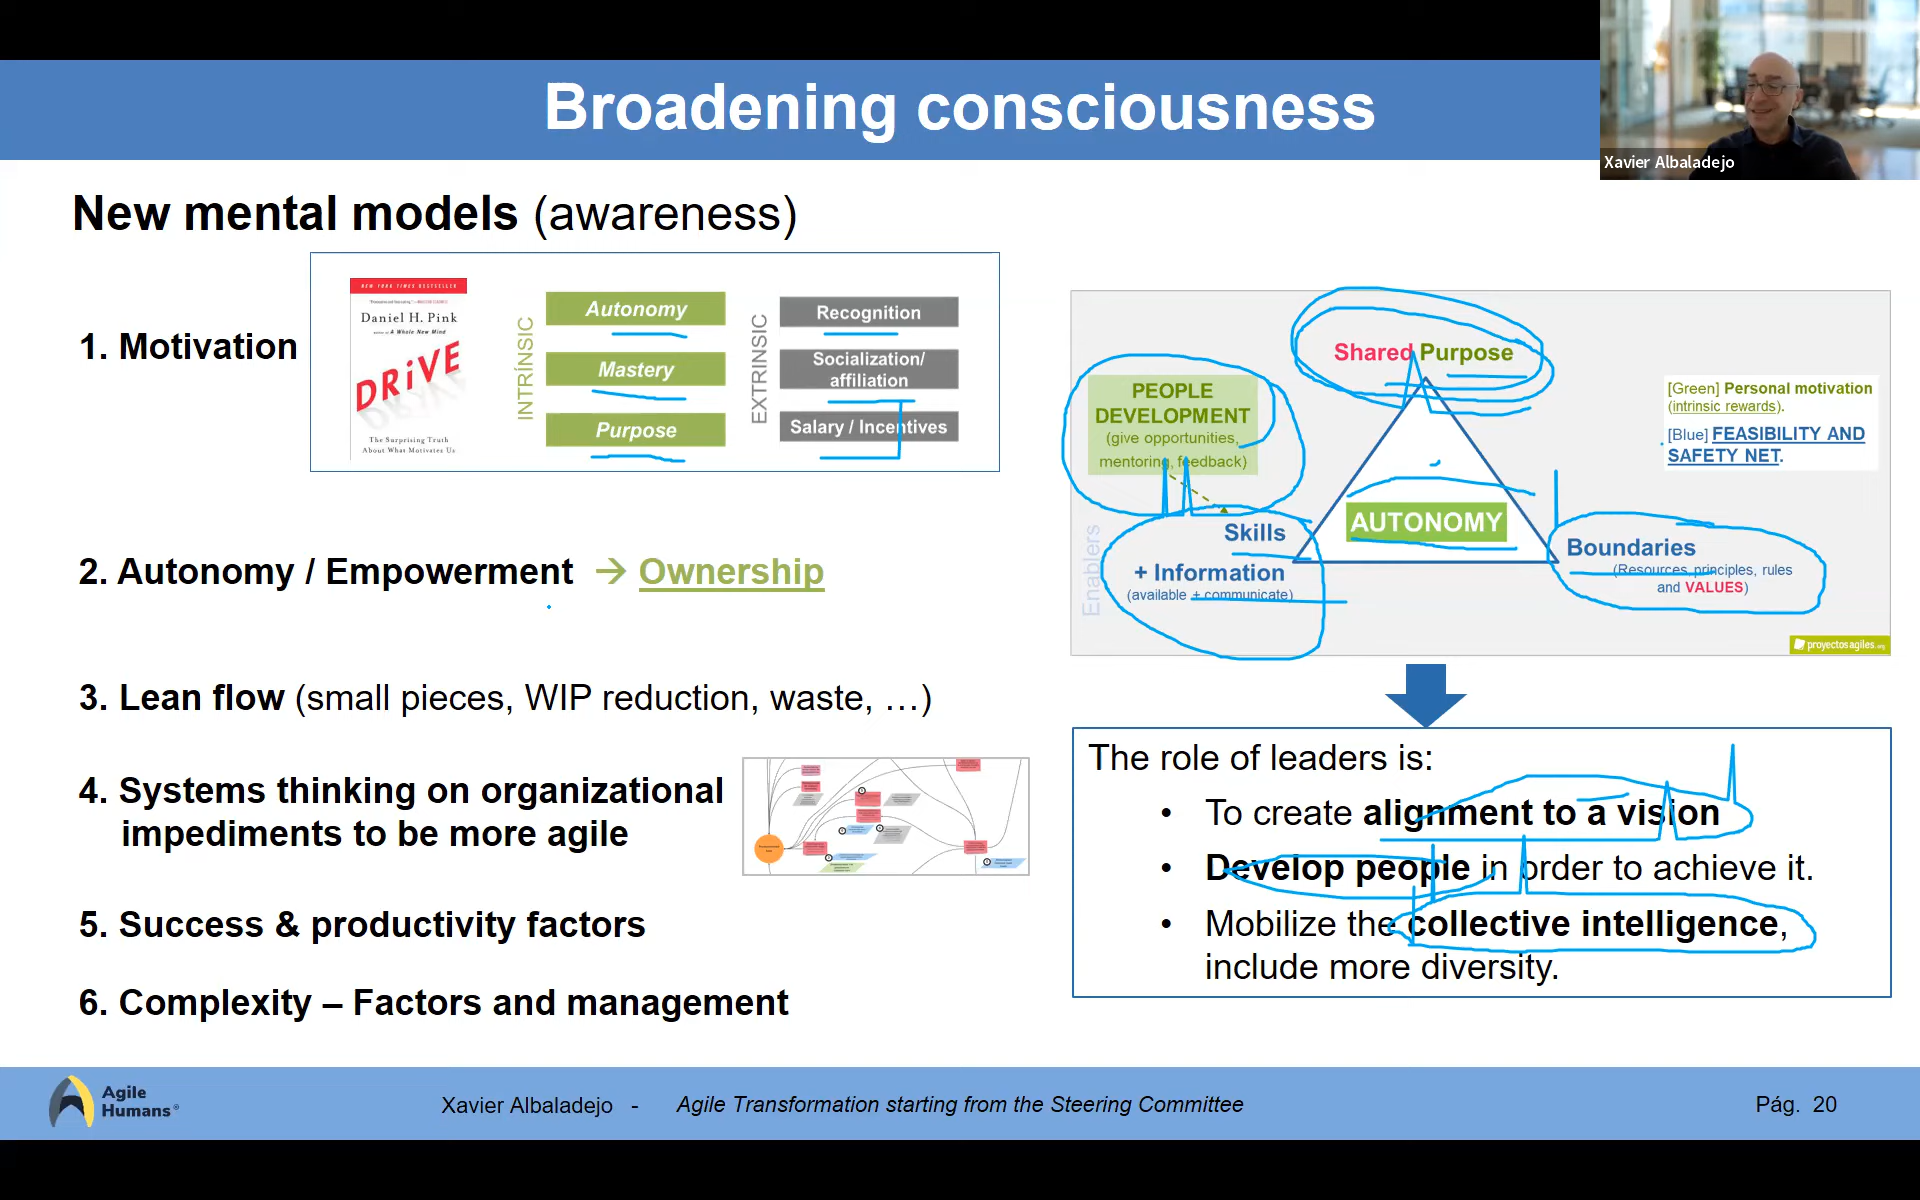 Broadening consciousness
Xavier Albaladejo
New mental models (awareness)
1. Motivation
NEW YORK TIMES BESTSELLER
Daniel H. Pink
author of A Whole New Mind
DRiVE
The Surprising Truth
About What Motivates Us
INTRÍNSIC
Autonomy
Mastery
Purpose
EXTRINSIC
Recognition
Socialization/
affiliation
Salary / Incentives
2. Autonomy / Empowerment → Ownership
3. Lean flow (small pieces, WIP reduction, waste, …)
4. Systems thinking on organizational
impediments to be more agile
5. Success & productivity factors
6. Complexity – Factors and management
Shared Purpose
PEOPLE
DEVELOPMENT
(give opportunities,
mentoring, feedback)
[Green] Personal motivation
(intrinsic rewards).
[Blue] FEASIBILITY AND
SAFETY NET.
AUTONOMY
Enablers
Skills
+ Information
(available + communicate)
Boundaries
(Resources, principles, rules
and VALUES)
proyectosagiles.org
The role of leaders is:
• To create alignment to a vision
• Develop people in order to achieve it.
• Mobilize the collective intelligence,
include more diversity.
Agile
Humans®
Xavier Albaladejo - Agile Transformation starting from the Steering Committee
Pág. 20